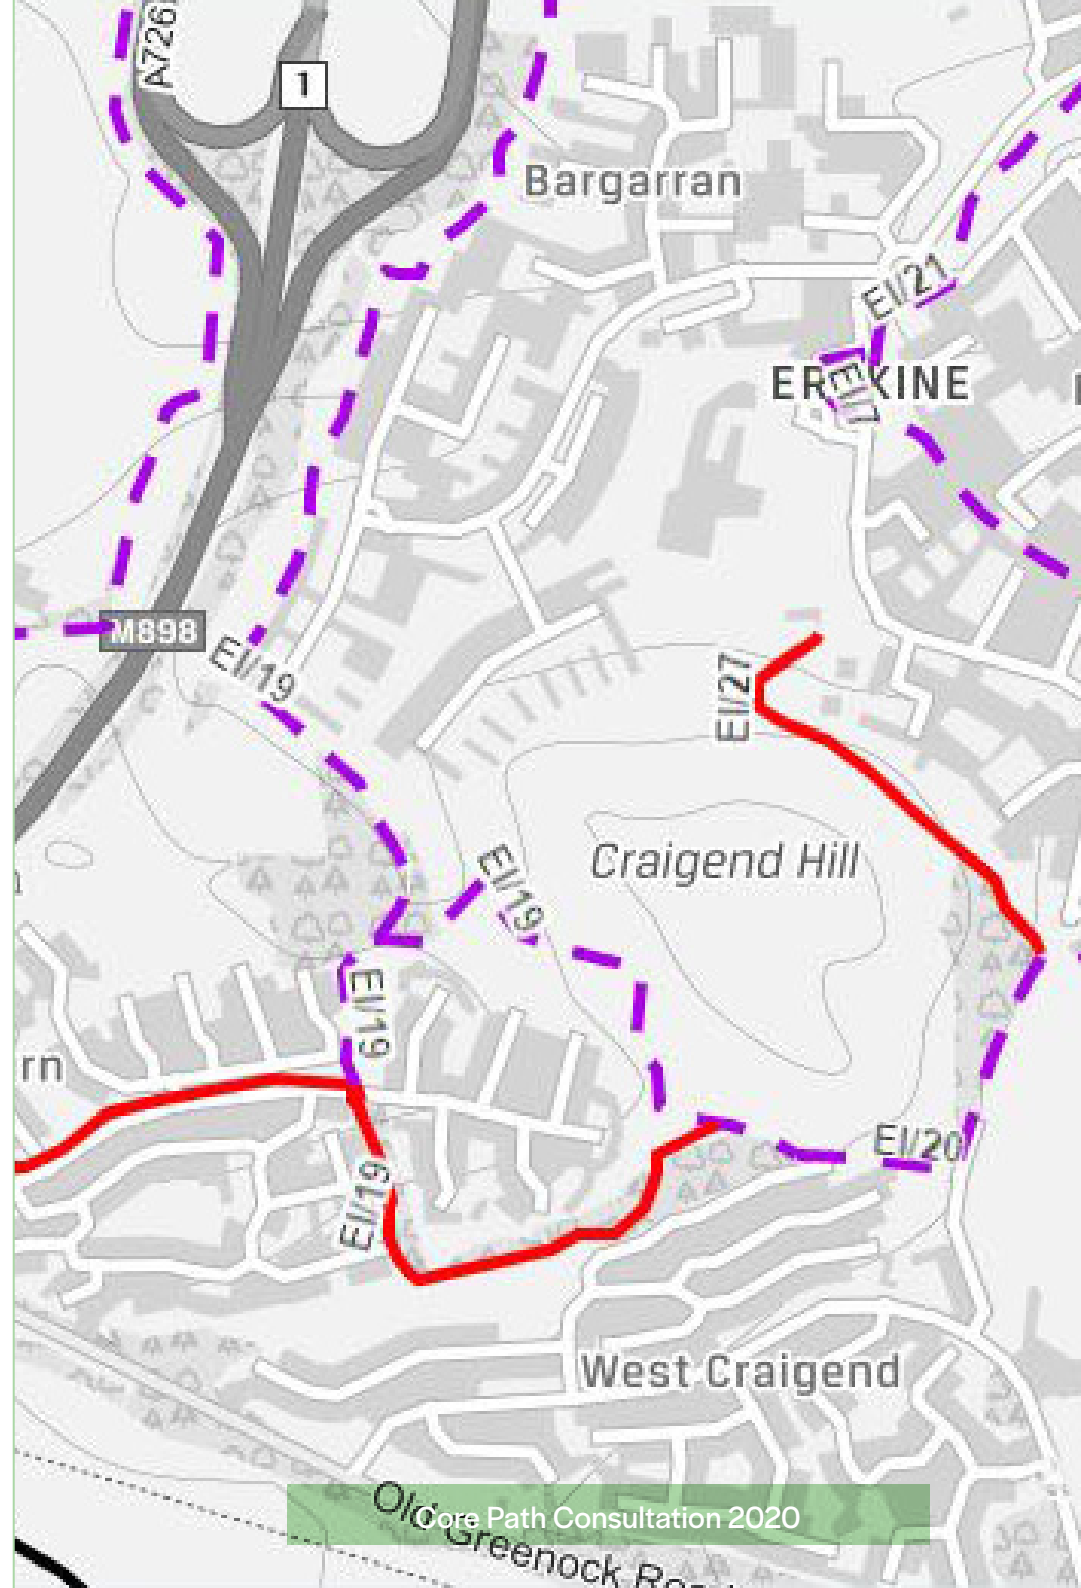 A726
1
Bargarran
EI/21
ERSKINE
EI/7
M898
EI/19
EI/27
EI/19
Craigend Hill
EI/19
rn
EI/20
EI/19
West Craigend
Core Path Consultation 2020
Old Greenock Road